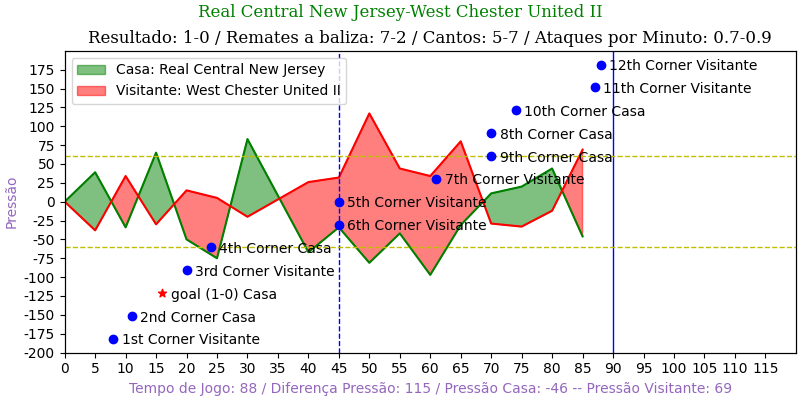 Real Central New Jersey-West Chester United II
Resultado: 1-0 / Remates a baliza: 7-2 / Cantos: 5-7 / Ataques por Minuto: 0.7-0.9
Casa: Real Central New Jersey
Visitante: West Chester United II
Pressão
175
150
125
100
75
50
25
0
-25
-50
-75
-100
-125
-150
-175
-200
12th Corner Visitante
11th Corner Visitante
10th Corner Casa
8th Corner Casa
9th Corner Casa
7th Corner Visitante
5th Corner Visitante
6th Corner Visitante
4th Corner Casa
3rd Corner Visitante
goal (1-0) Casa
2nd Corner Casa
1st Corner Visitante
0 5 10 15 20 25 30 35 40 45 50 55 60 65 70 75 80 85 90 95 100 105 110 115
Tempo de Jogo: 88 / Diferença Pressão: 115 / Pressão Casa: -46 -- Pressão Visitante: 69